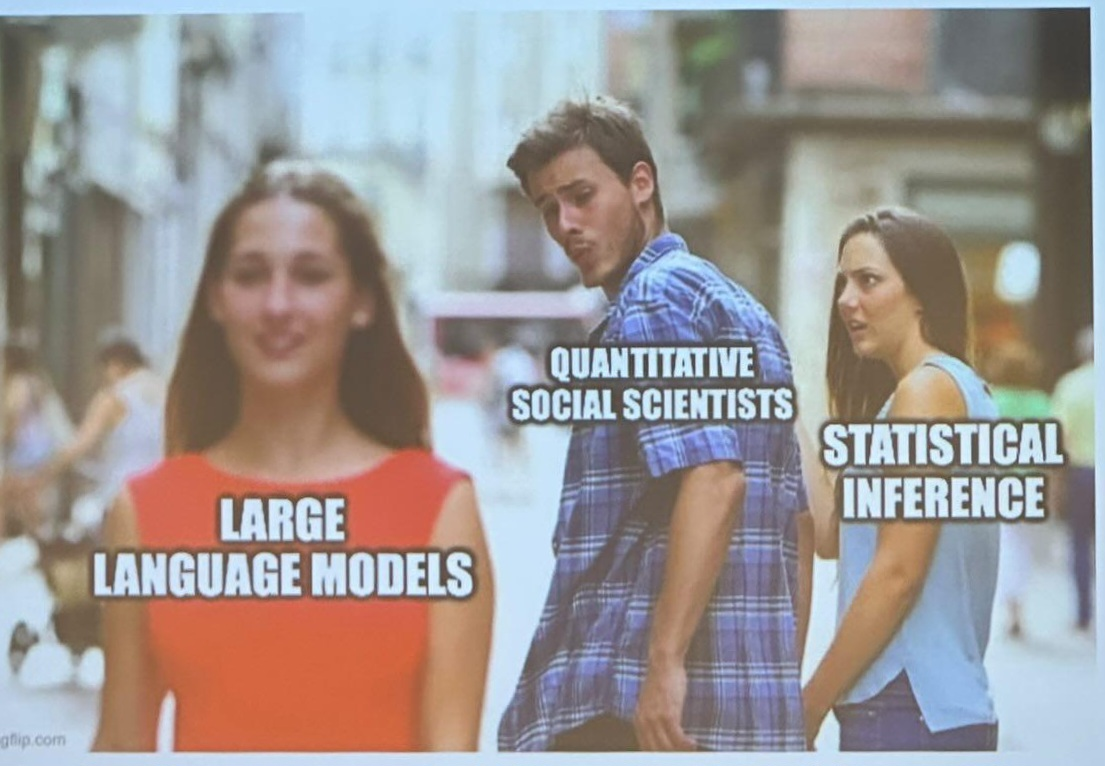 LARGE
LANGUAGE MODELS
QUANTITATIVE
SOCIAL SCIENTISTS
STATISTICAL
INFERENCE
gflip.com